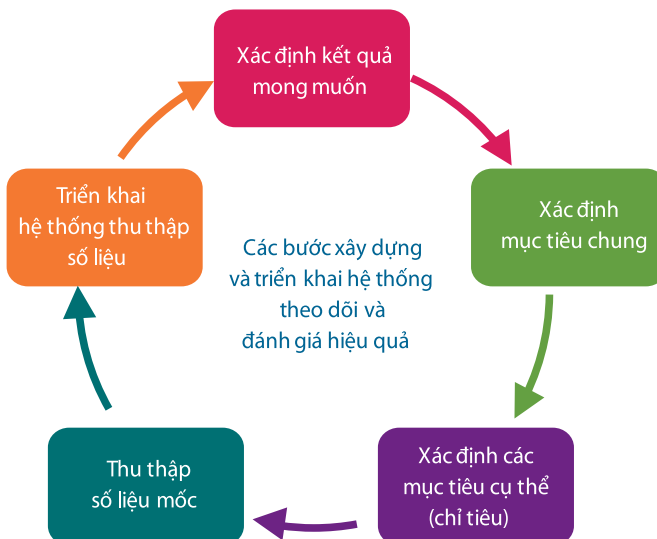 Xác định kết quả
mong muốn
Xác định
mục tiêu chung
Xác định các
mục tiêu cụ thể
(chỉ tiêu)
Thu thập
số liệu mốc
Triển khai
hệ thống thu thập
số liệu
Các bước xây dựng
và triển khai hệ thống
theo dõi và
đánh giá hiệu quả